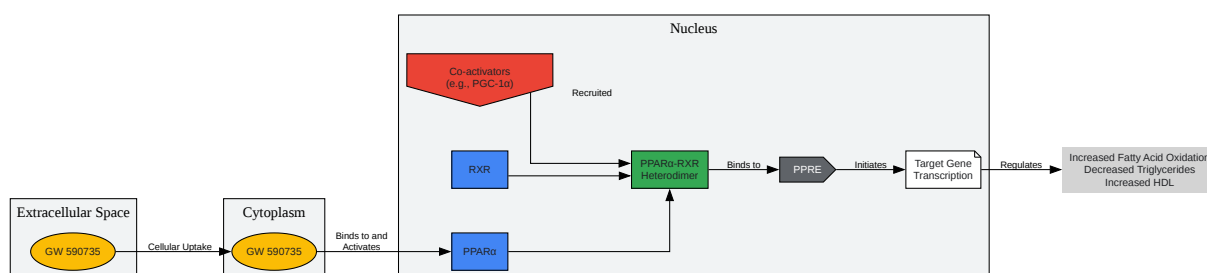 Nucleus
Co-activators
(e.g., PGC-1α)
Recruited
RXR
PPARα-RXR
Heterodimer
Binds to
PPRE
Initiates
Target Gene
Transcription
Regulates
Increased Fatty Acid Oxidation
Decreased Triglycerides
Increased HDL
Extracellular Space
GW 590735
Cellular Uptake
Cytoplasm
GW 590735
Binds to and
Activates
PPARα